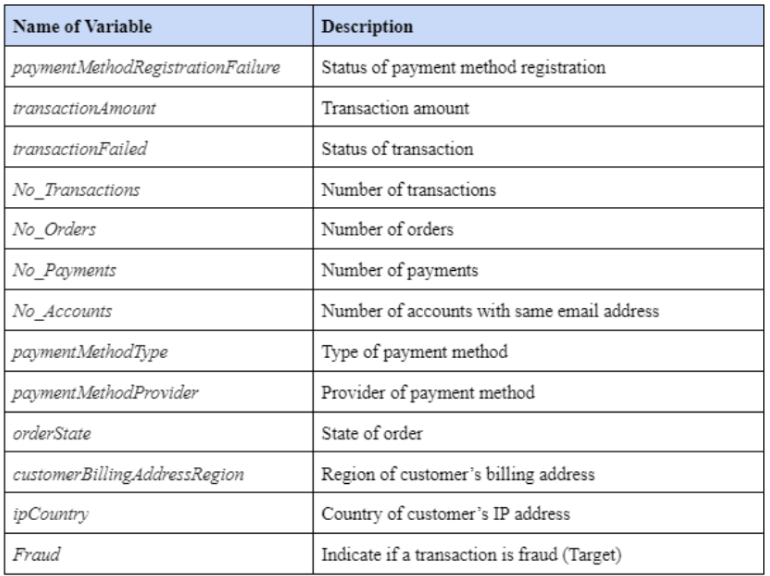 Name of Variable Description
paymentMethodRegistrationFailure Status of payment method registration
transactionAmount Transaction amount
transactionFailed Status of transaction
No_Transactions Number of transactions
No_Orders Number of orders
No_Payments Number of payments
No_Accounts Number of accounts with same email address
paymentMethodType Type of payment method
paymentMethodProvider Provider of payment method
orderState State of order
customerBillingAddressRegion Region of customer’s billing address
ipCountry Country of customer’s IP address
Fraud Indicate if a transaction is fraud (Target)